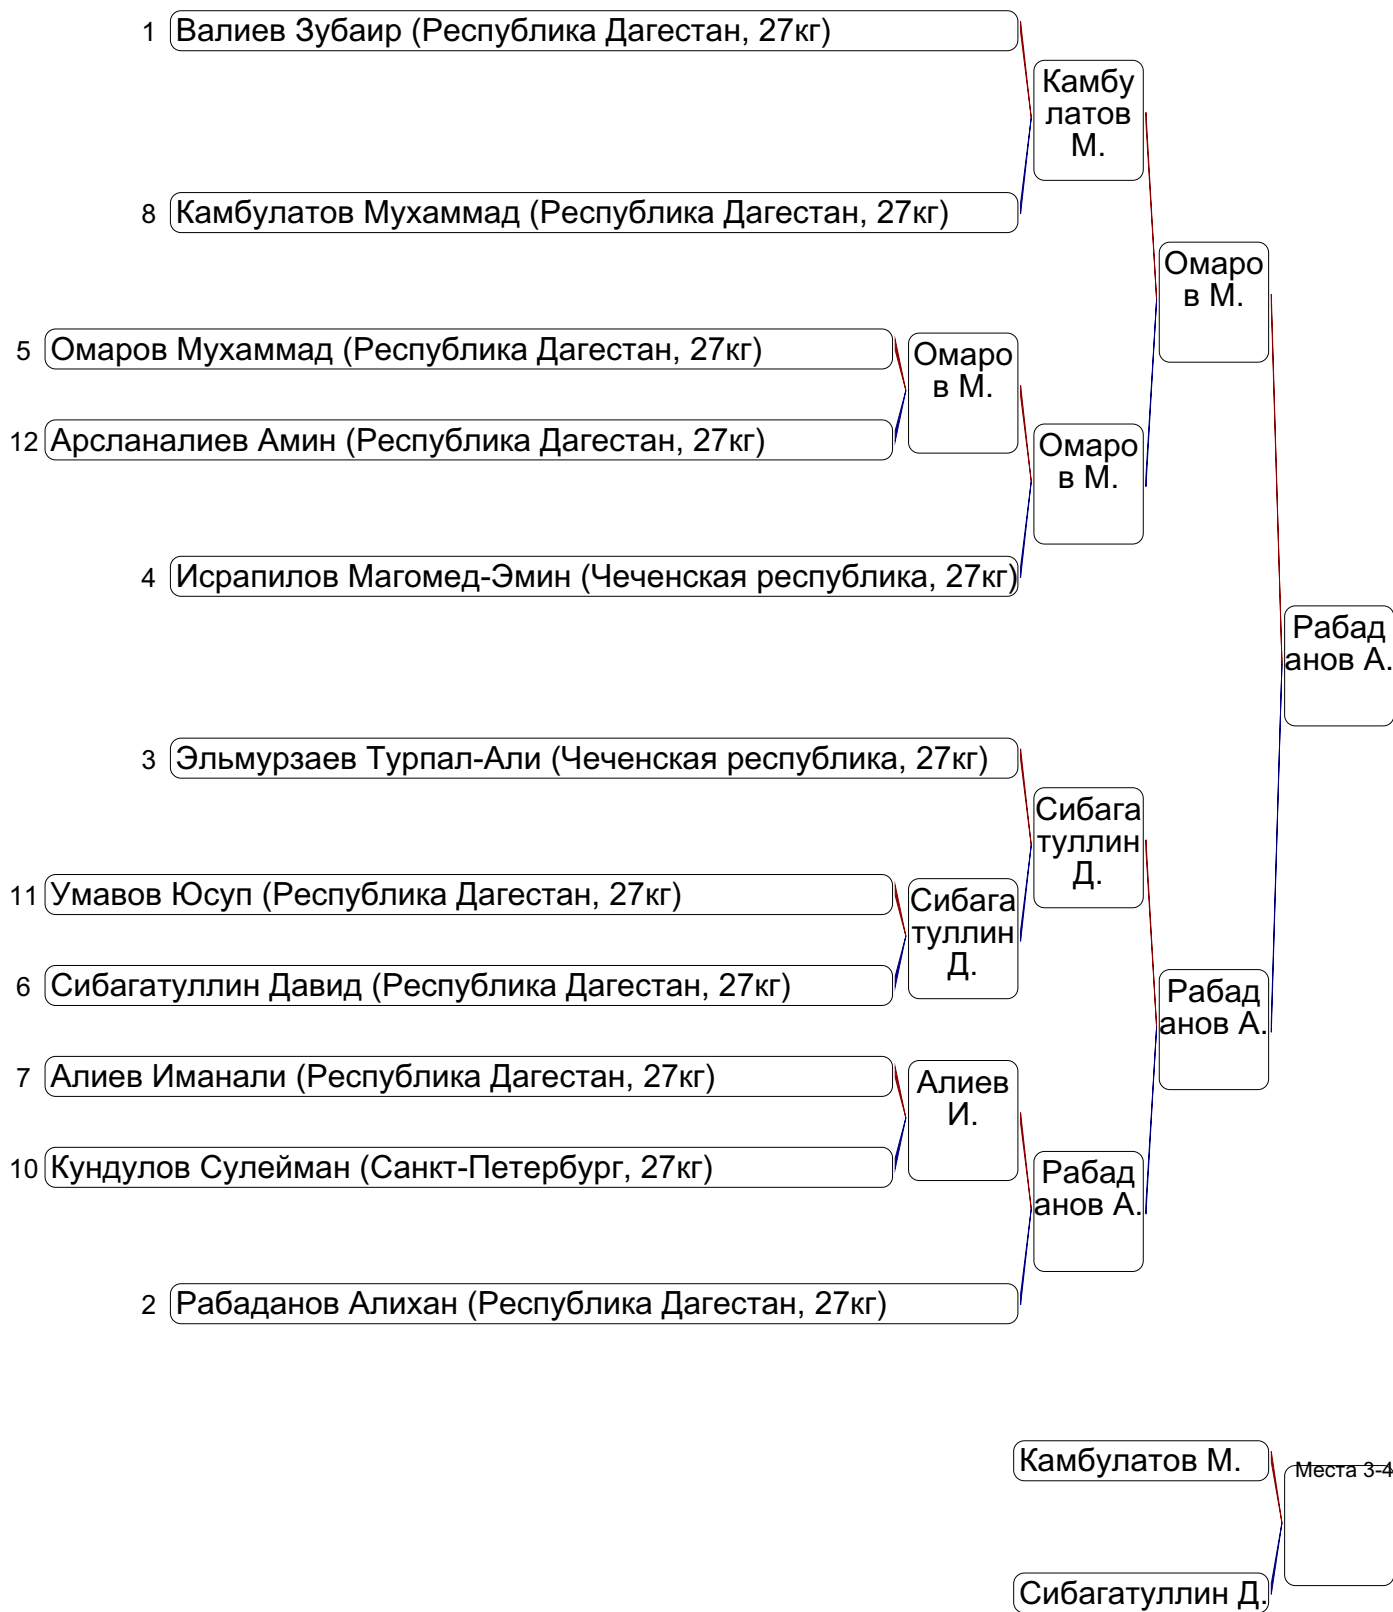 1 Валиев Зубаир (Республика Дагестан, 27кг)
Камбу
латов
М.
8 Камбулатов Мухаммад (Республика Дагестан, 27кг)
Омаро
в М.
5 Омаров Мухаммад (Республика Дагестан, 27кг)
Омаро
в М.
12 Арсланалиев Амин (Республика Дагестан, 27кг)
Омаро
в М.
4 Исрапилов Магомед-Эмин (Чеченская республика, 27кг)
Рабад
анов А.
3 Эльмурзаев Турпал-Али (Чеченская республика, 27кг)
Сибага
туллин
Д.
11 Умавов Юсуп (Республика Дагестан, 27кг)
Сибага
туллин
Д.
6 Сибагатуллин Давид (Республика Дагестан, 27кг)
Рабад
анов А.
7 Алиев Иманали (Республика Дагестан, 27кг)
Алиев
И.
10 Кундулов Сулейман (Санкт-Петербург, 27кг)
Рабад
анов А.
2 Рабаданов Алихан (Республика Дагестан, 27кг)
Камбулатов М.
Места 3-4
Сибагатуллин Д.